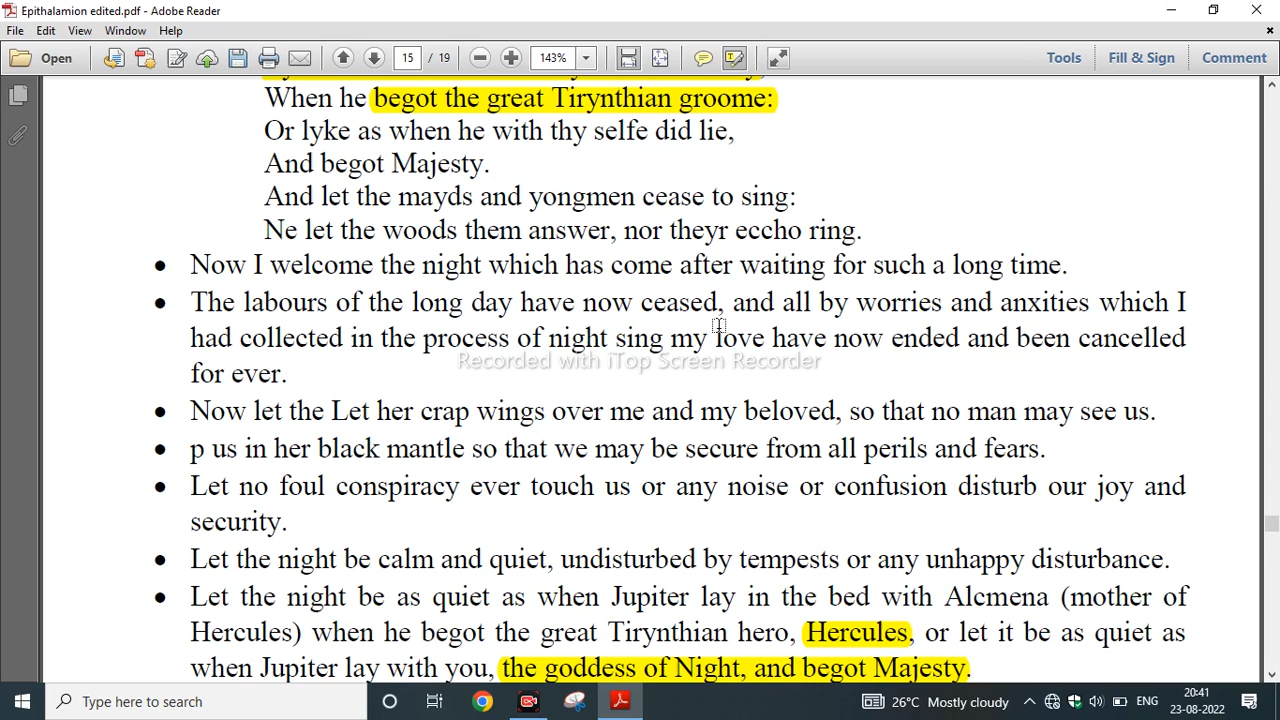 Epithalamion edited.pdf - Adobe Reader
File Edit View Window Help
Open 15 / 19 143% Tools Fill & Sign Comment
When he begot the great Tirynthian groome:
Or lyke as when he with thy selfe did lie,
And begot Majesty.
And let the mayds and yongmen cease to sing:
Ne let the woods them answer, nor theyr eccho ring.
• Now I welcome the night which has come after waiting for such a long time.
• The labours of the long day have now ceased, and all by worries and anxities which I
had collected in the process of night sing my love have now ended and been cancelled
Recorded with iTop Screen Recorder
for ever.
• Now let the Let her crap wings over me and my beloved, so that no man may see us.
• p us in her black mantle so that we may be secure from all perils and fears.
• Let no foul conspiracy ever touch us or any noise or confusion disturb our joy and
security.
• Let the night be calm and quiet, undisturbed by tempests or any unhappy disturbance.
• Let the night be as quiet as when Jupiter lay in the bed with Alcmena (mother of
Hercules) when he begot the great Tirynthian hero, Hercules, or let it be as quiet as
when Jupiter lay with you, the goddess of Night, and begot Majesty.
Type here to search 26°C Mostly cloudy ENG 20:41
23-08-2022